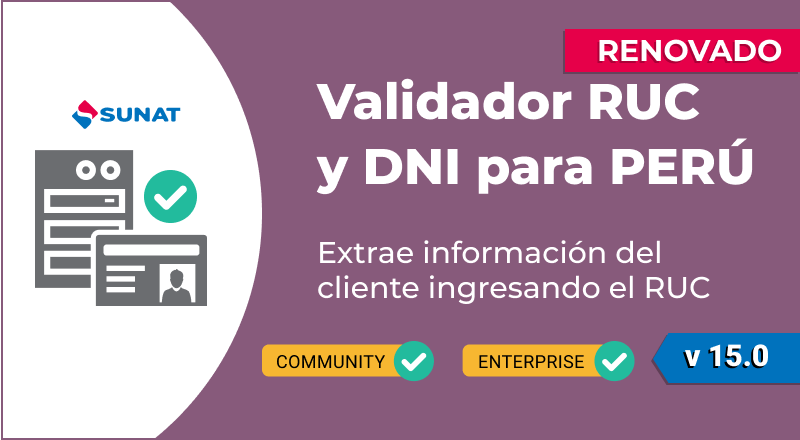 RENOVADO
Validador RUC
y DNI para PERÚ
SUNAT
Extrae información del
cliente ingresando el RUC
COMMUNITY
ENTERPRISE
v 15.0